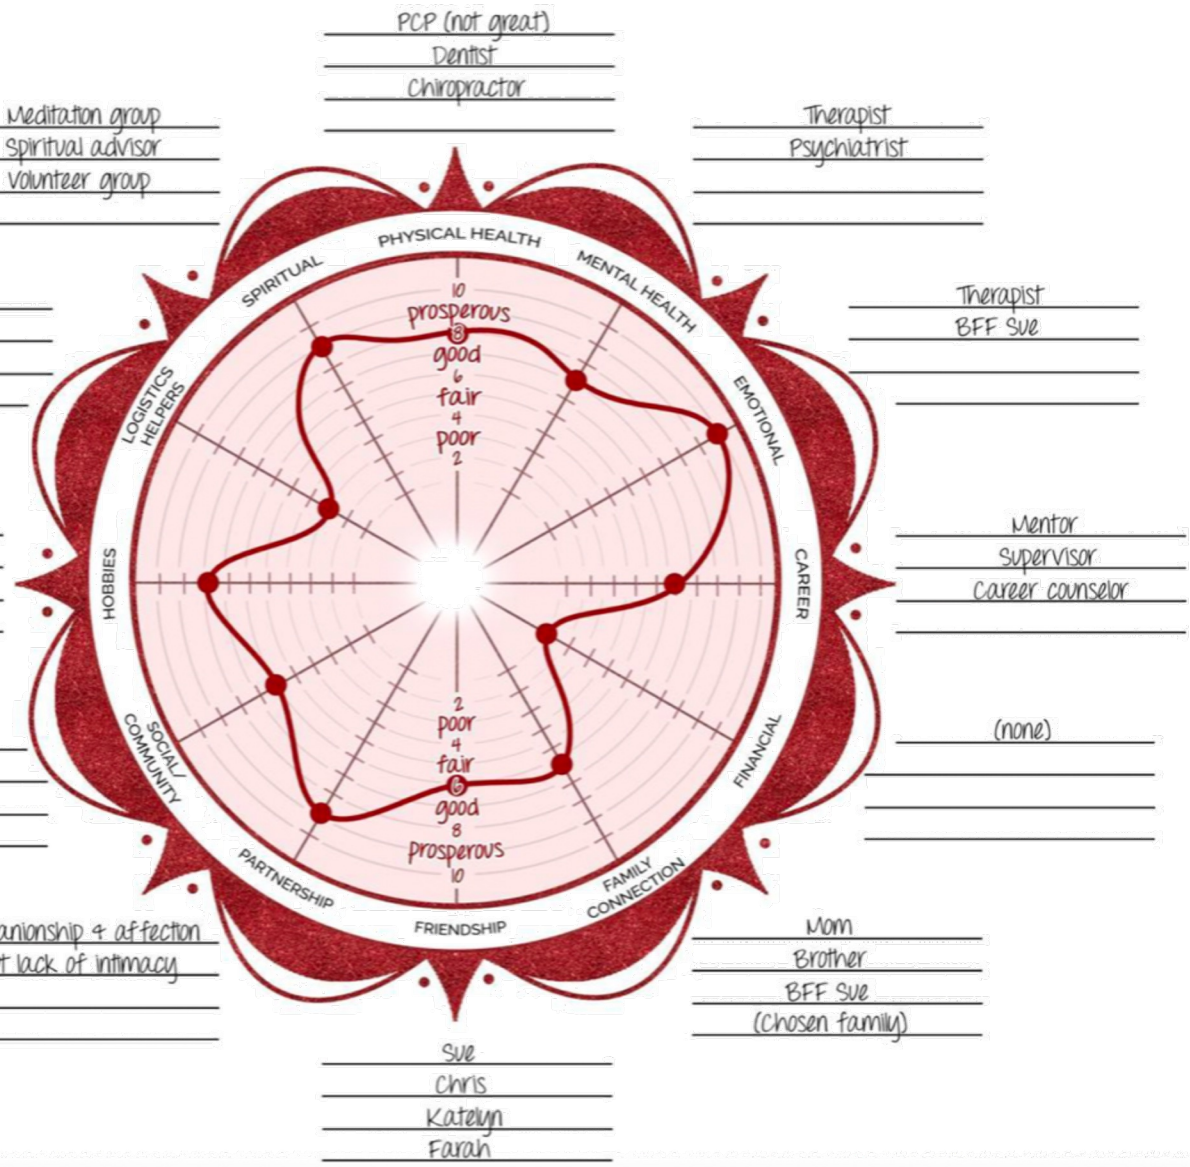 PCP (not great)
Dentist
Chiropractor
Meditation group
Spiritual advisor
Volunteer group
Therapist
Psychiatrist
PHYSICAL HEALTH
SPIRITUAL
MENTAL HEALTH
Therapist
BFF Sue
10
prosperous
8
good
6
fair
4
poor
2
LOGISTICS
HELPERS
EMOTIONAL
Mentor
Supervisor
Career counselor
HOBBIES
CAREER
2
poor
4
fair
6
good
8
prosperous
10
SOCIAL/
COMMUNITY
FINANCIAL
(none)
PARTNERSHIP
FAMILY
CONNECTION
FRIENDSHIP
anionship & affection
t lack of intimacy
Mom
Brother
BFF Sue
(Chosen family)
Sue
Chris
Katelyn
Farah